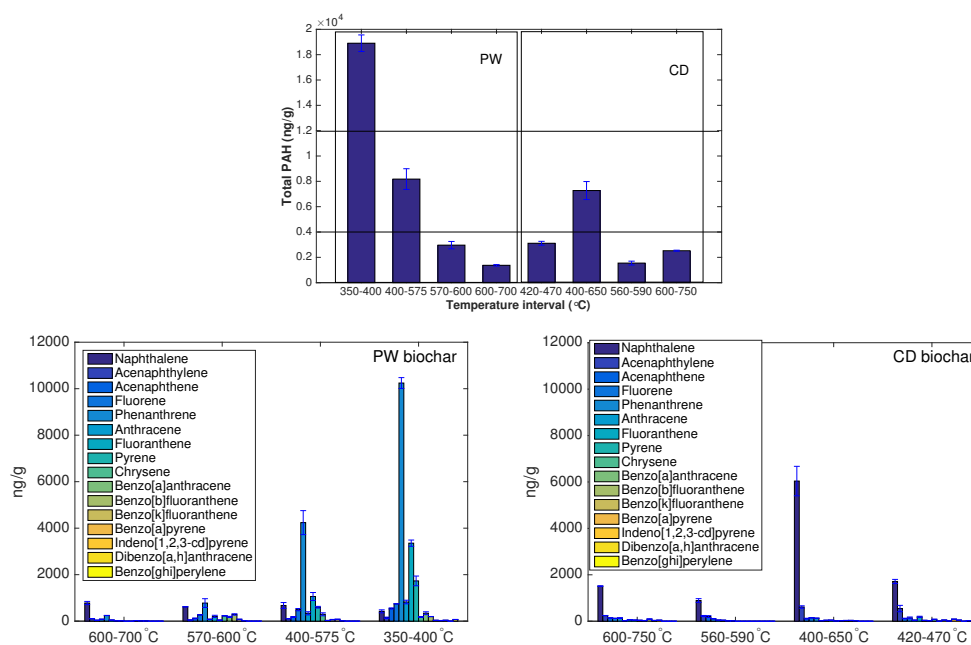 × 10⁴
2
1.8
1.6
1.4
1.2
1
0.8
0.6
0.4
0.2
0
Total PAH (ng/g)
PW
CD
350-400 400-575 570-600 600-700 420-470 400-650 560-590 600-750
Temperature interval (°C)
12000
10000
8000
6000
4000
2000
0
ng/g
PW biochar
Naphthalene
Acenaphthylene
Acenaphthene
Fluorene
Phenanthrene
Anthracene
Fluoranthene
Pyrene
Chrysene
Benzo[a]anthracene
Benzo[b]fluoranthene
Benzo[k]fluoranthene
Benzo[a]pyrene
Indeno[1,2,3-cd]pyrene
Dibenzo[a,h]anthracene
Benzo[ghi]perylene
600-700°C 570-600°C 400-575°C 350-400°C
12000
10000
8000
6000
4000
2000
0
ng/g
CD biochar
Naphthalene
Acenaphthylene
Acenaphthene
Fluorene
Phenanthrene
Anthracene
Fluoranthene
Pyrene
Chrysene
Benzo[a]anthracene
Benzo[b]fluoranthene
Benzo[k]fluoranthene
Benzo[a]pyrene
Indeno[1,2,3-cd]pyrene
Dibenzo[a,h]anthracene
Benzo[ghi]perylene
600-750°C 560-590°C 400-650°C 420-470°C